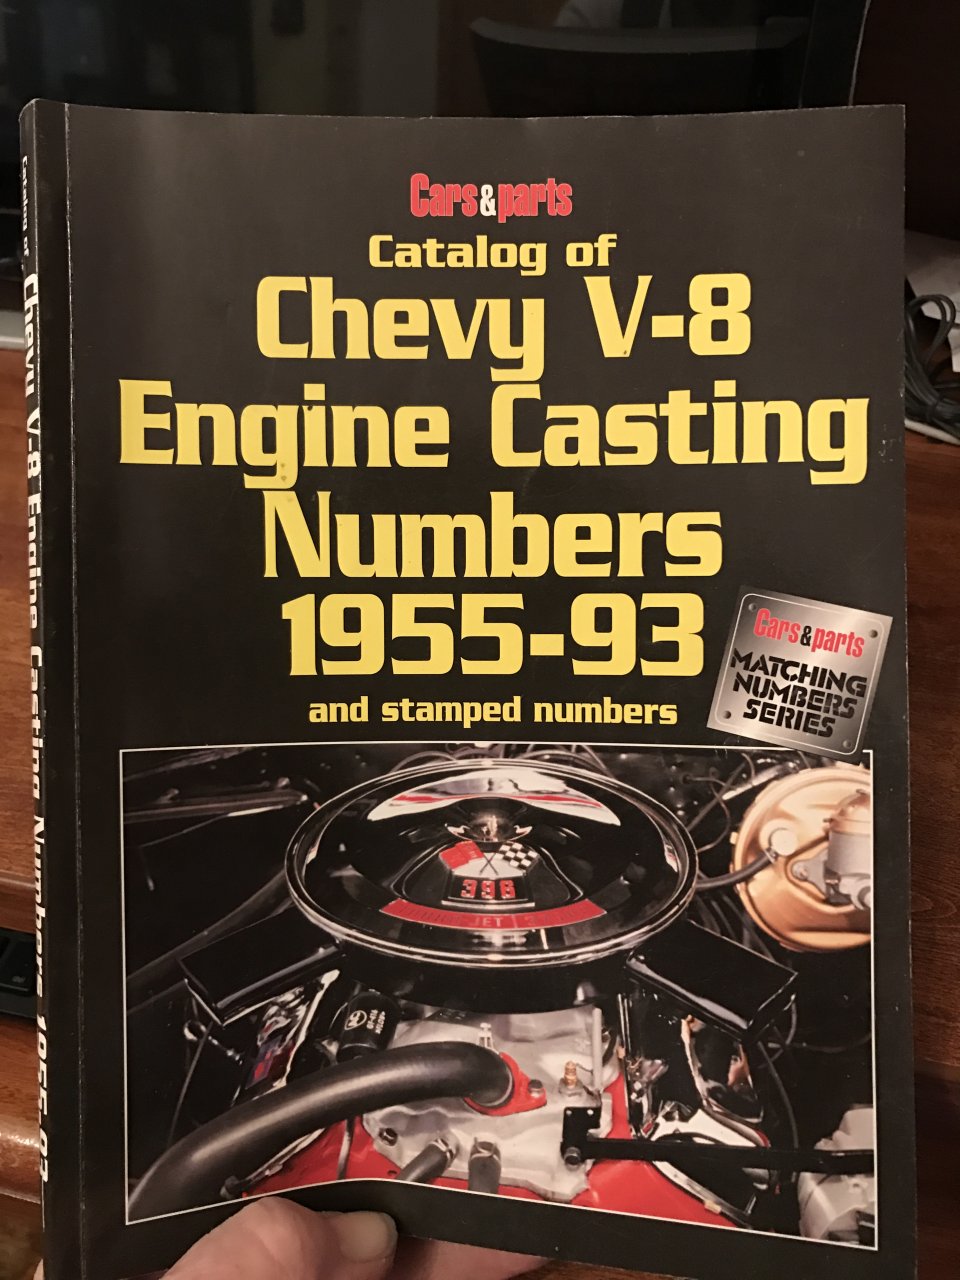 Cars & parts
Catalog of
Chevy V-8
Engine Casting
Numbers
1955-93
and stamped numbers
Cars & parts
MATCHING
NUMBERS
SERIES
396
JET
Catalog of Chevy V-8 Engine Casting Numbers 1955-93